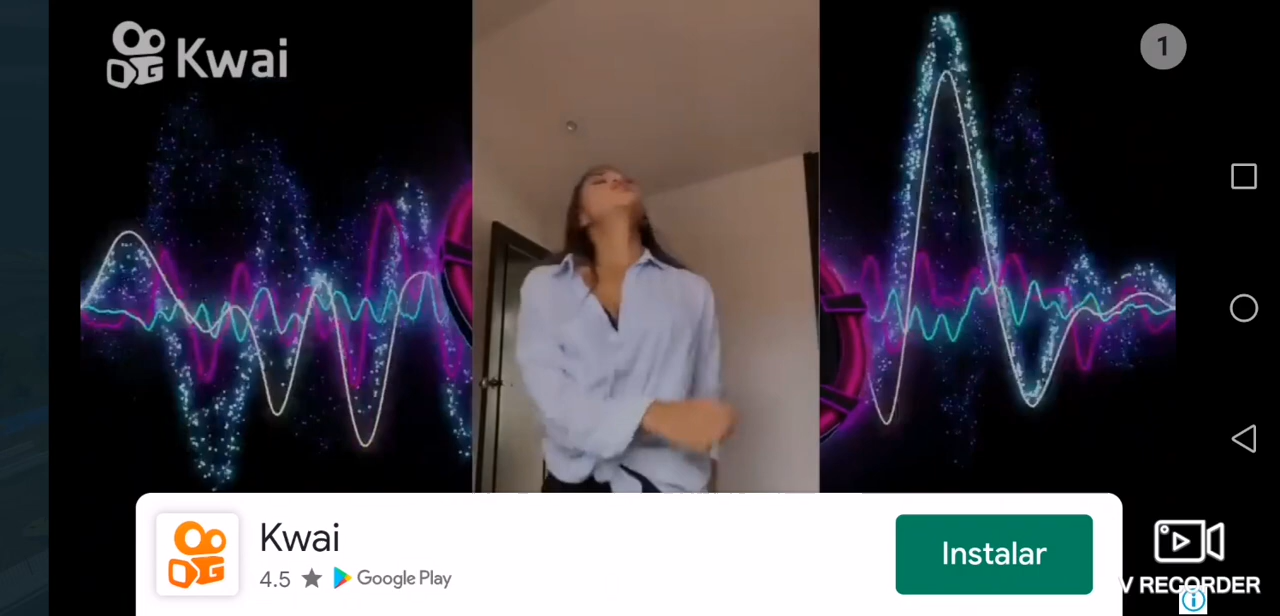 Kwai
1
Kwai
4.5 ★ Google Play
Instalar
V RECORDER